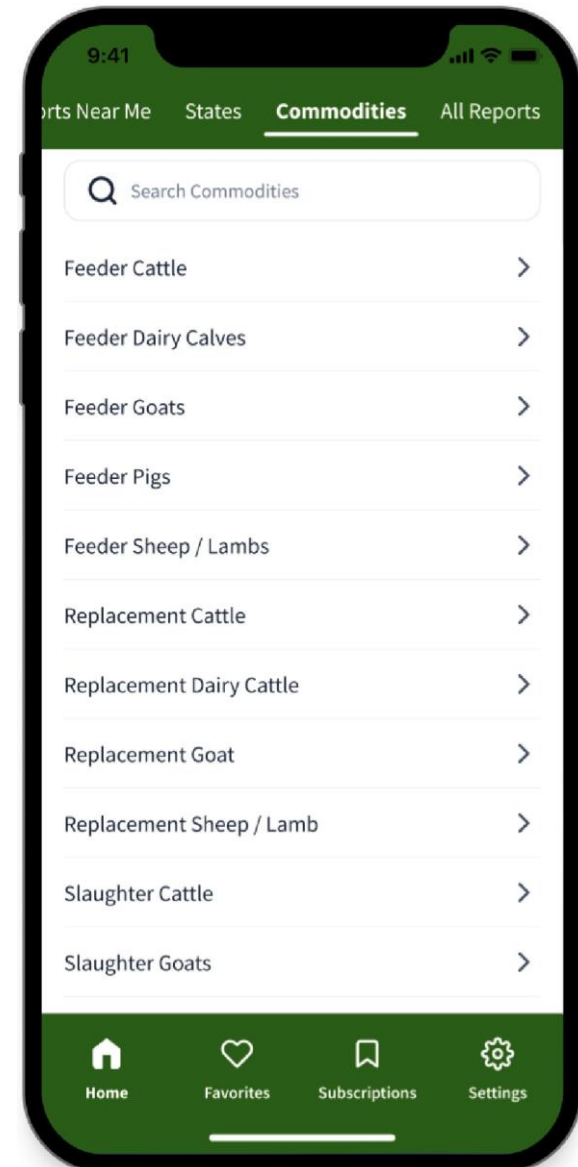 9:41
orts Near Me States Commodities All Reports
Search Commodities
Feeder Cattle
Feeder Dairy Calves
Feeder Goats
Feeder Pigs
Feeder Sheep / Lambs
Replacement Cattle
Replacement Dairy Cattle
Replacement Goat
Replacement Sheep / Lamb
Slaughter Cattle
Slaughter Goats
Home Favorites Subscriptions Settings